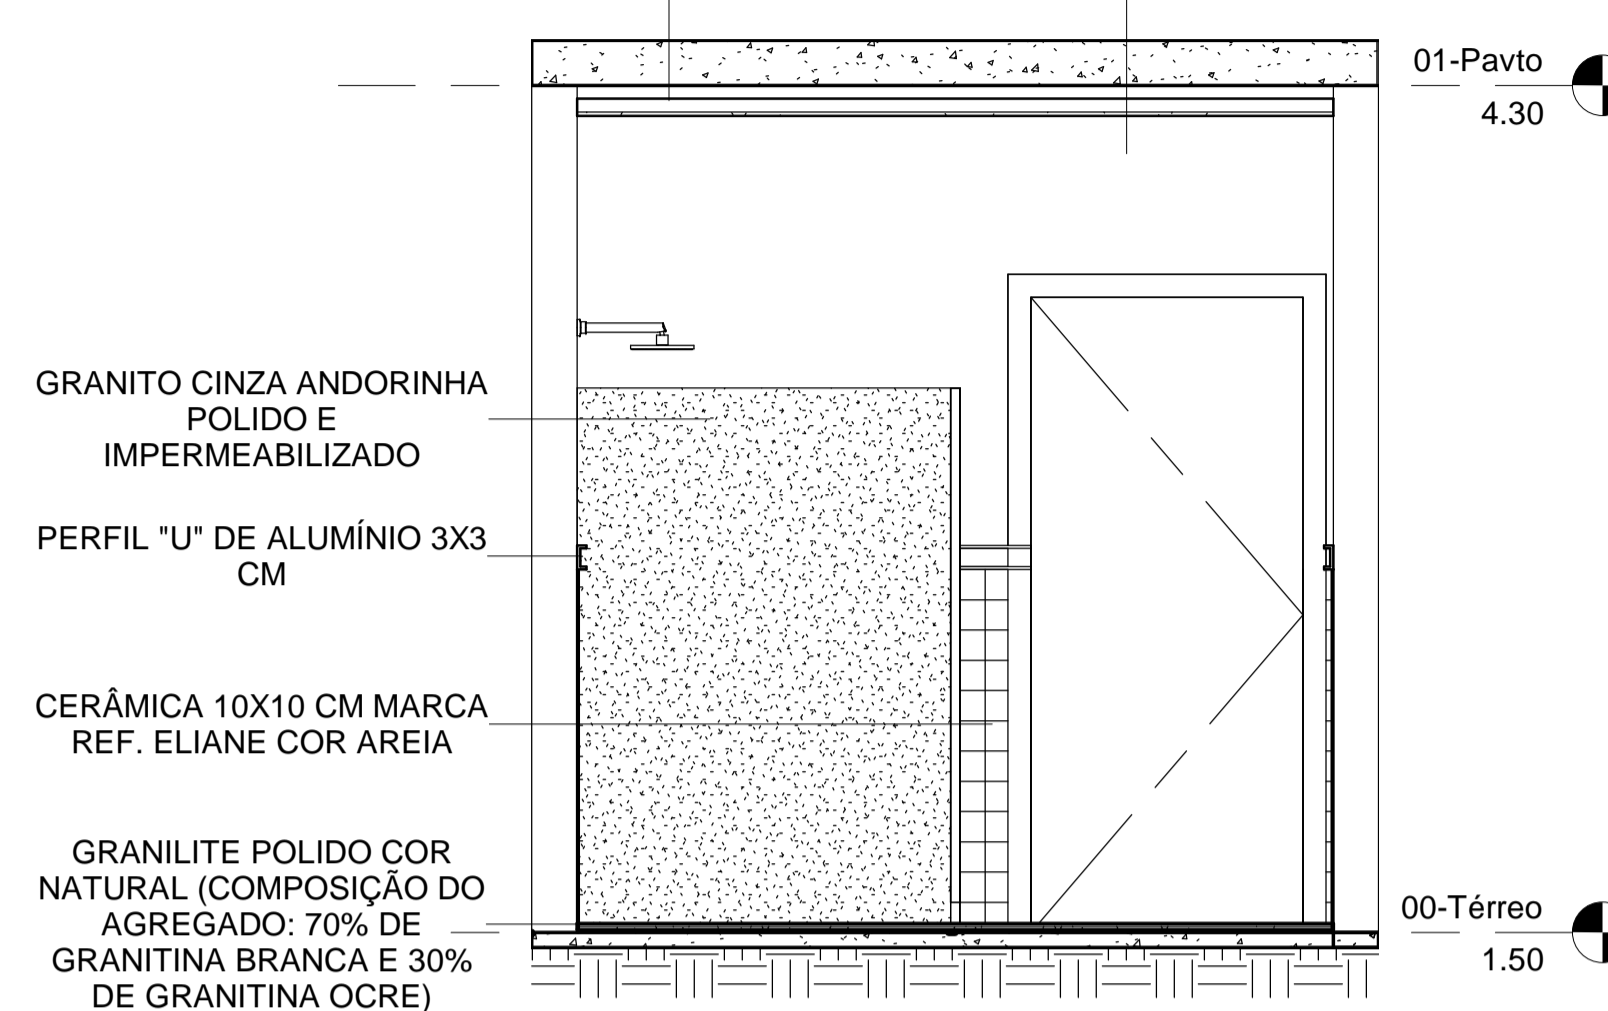 01-Pavto
4.30
GRANITO CINZA ANDORINHA
POLIDO E
IMPERMEABILIZADO
PERFIL "U" DE ALUMÍNIO 3X3
CM
CERÂMICA 10X10 CM MARCA
REF. ELIANE COR AREIA
GRANILITE POLIDO COR
NATURAL (COMPOSIÇÃO DO
AGREGADO: 70% DE
GRANITINA BRANCA E 30%
DE GRANITINA OCRE)
00-Térreo
1.50